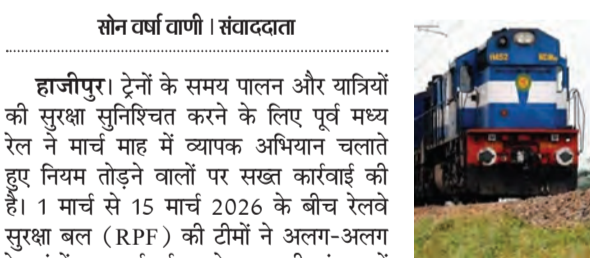 सोन वर्षा वाणी | संवाददाता
हाजीपुर। ट्रेनों के समय पालन और यात्रियों
की सुरक्षा सुनिश्चित करने के लिए पूर्व मध्य
रेल ने मार्च माह में व्यापक अभियान चलाते
हुए नियम तोड़ने वालों पर सख्त कार्रवाई की
है। 1 मार्च से 15 मार्च 2026 के बीच रेलवे
सुरक्षा बल (RPF) की टीमों ने अलग-अलग